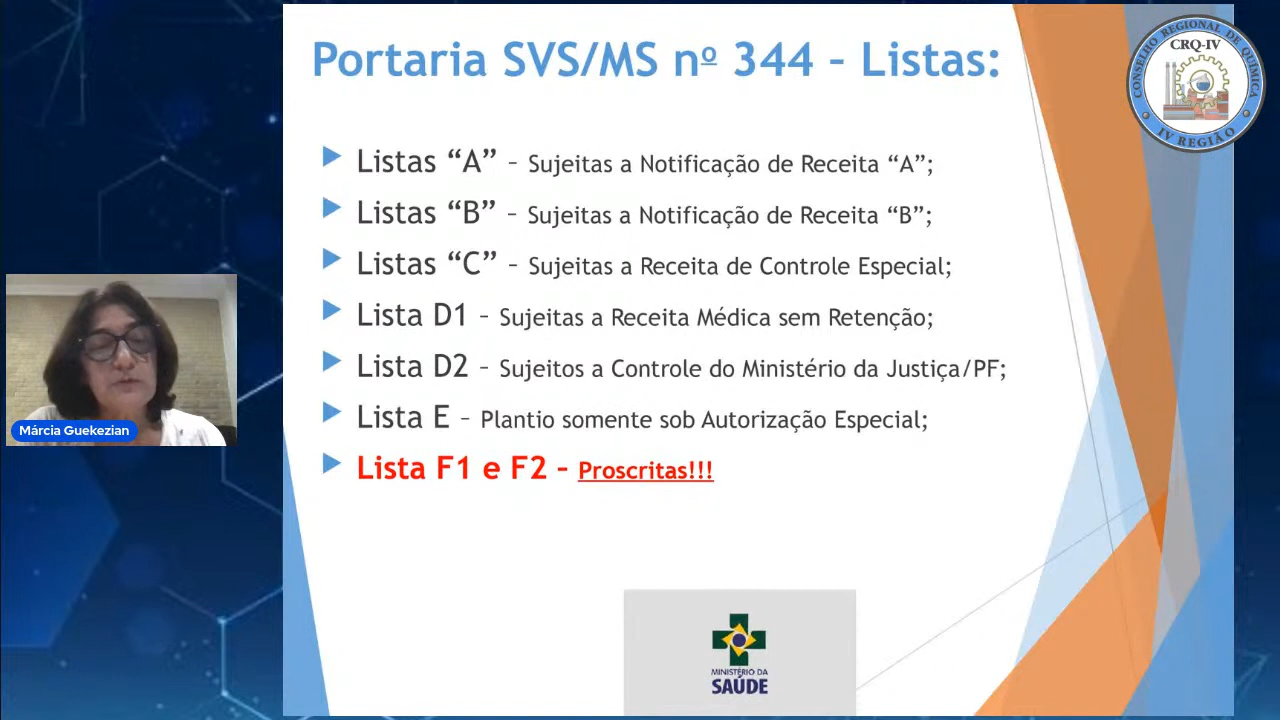 Portaria SVS/MS nº 344 – Listas:
CONSELHO REGIONAL DE QUÍMICA
CRQ-IV
IV REGIÃO
Listas “A” – Sujeitas a Notificação de Receita “A”;
Listas “B” – Sujeitas a Notificação de Receita “B”;
Listas “C” – Sujeitas a Receita de Controle Especial;
Lista D1 – Sujeitas a Receita Médica sem Retenção;
Lista D2 – Sujeitos a Controle do Ministério da Justiça/PF;
Lista E – Plantio somente sob Autorização Especial;
Lista F1 e F2 – Proscritas!!!
Márcia Guekezian
MINISTÉRIO DA
SAÚDE